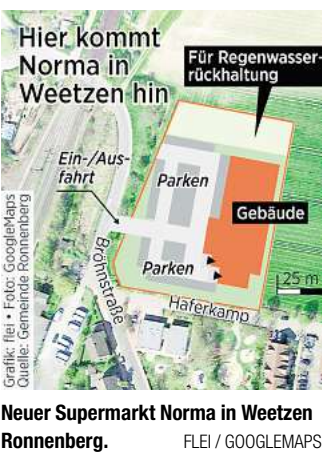 Hier kommt
Norma in
Weetzen hin
Für Regenwasser-
rückhaltung
Ein-/Aus-
fahrt
Parken
Gebäude
Parken
25 m
Bröhnstraße
Haferkamp
Grafik: flei • Foto: GoogleMaps
Quelle: Gemeinde Ronnenberg
Neuer Supermarkt Norma in Weetzen
Ronnenberg. FLEI / GOOGLEMAPS